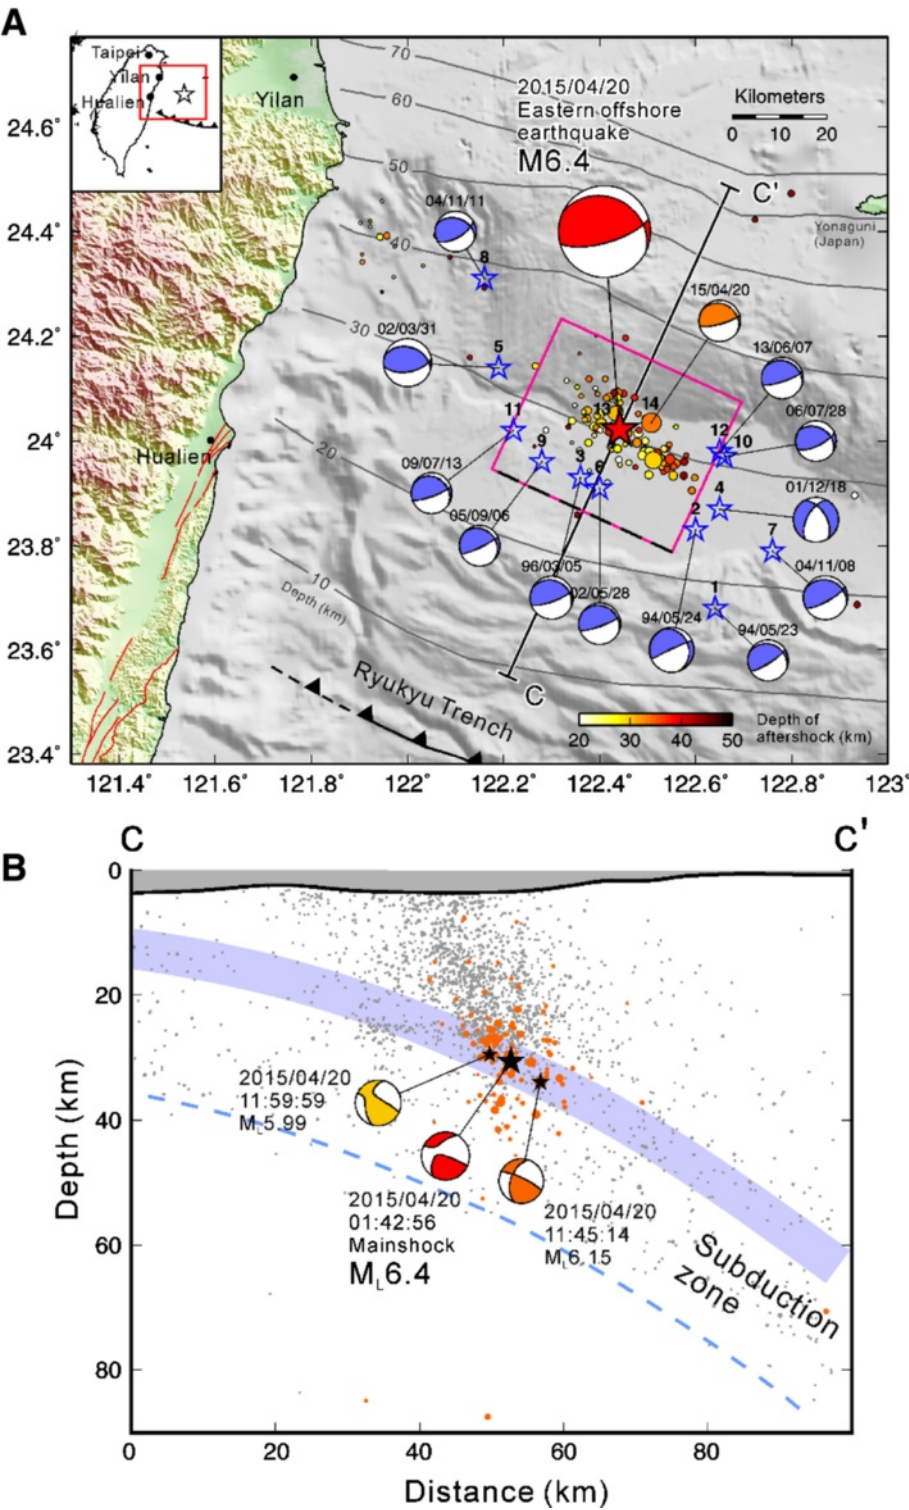 A
Taipei
Yilan
Hualien
Yilan
70
60
50
40
30
20
10
Depth (km)
2015/04/20
Eastern offshore
earthquake
M6.4
Kilometers
0 10 20
C'
Yonaguni
(Japan)
04/11/11
8
15/04/20
02/03/31
5
13/06/07
11
13
14
06/07/28
12
10
Hualien
9
3
6
4
01/12/18
09/07/13
2
7
05/09/06
96/03/05
02/05/28
1
04/11/08
94/05/24
94/05/23
C
Ryukyu Trench
20 30 40 50
Depth of
aftershock (km)
24.6°
24.4°
24.2°
24°
23.8°
23.6°
23.4°
121.4° 121.6° 121.8° 122° 122.2° 122.4° 122.6° 122.8° 123°
B
C
C'
0
20
40
60
80
Depth (km)
2015/04/20
11:59:59
ML5.99
2015/04/20
01:42:56
Mainshock
ML6.4
2015/04/20
11:45:14
ML6.15
Subduction
zone
0 20 40 60 80
Distance (km)